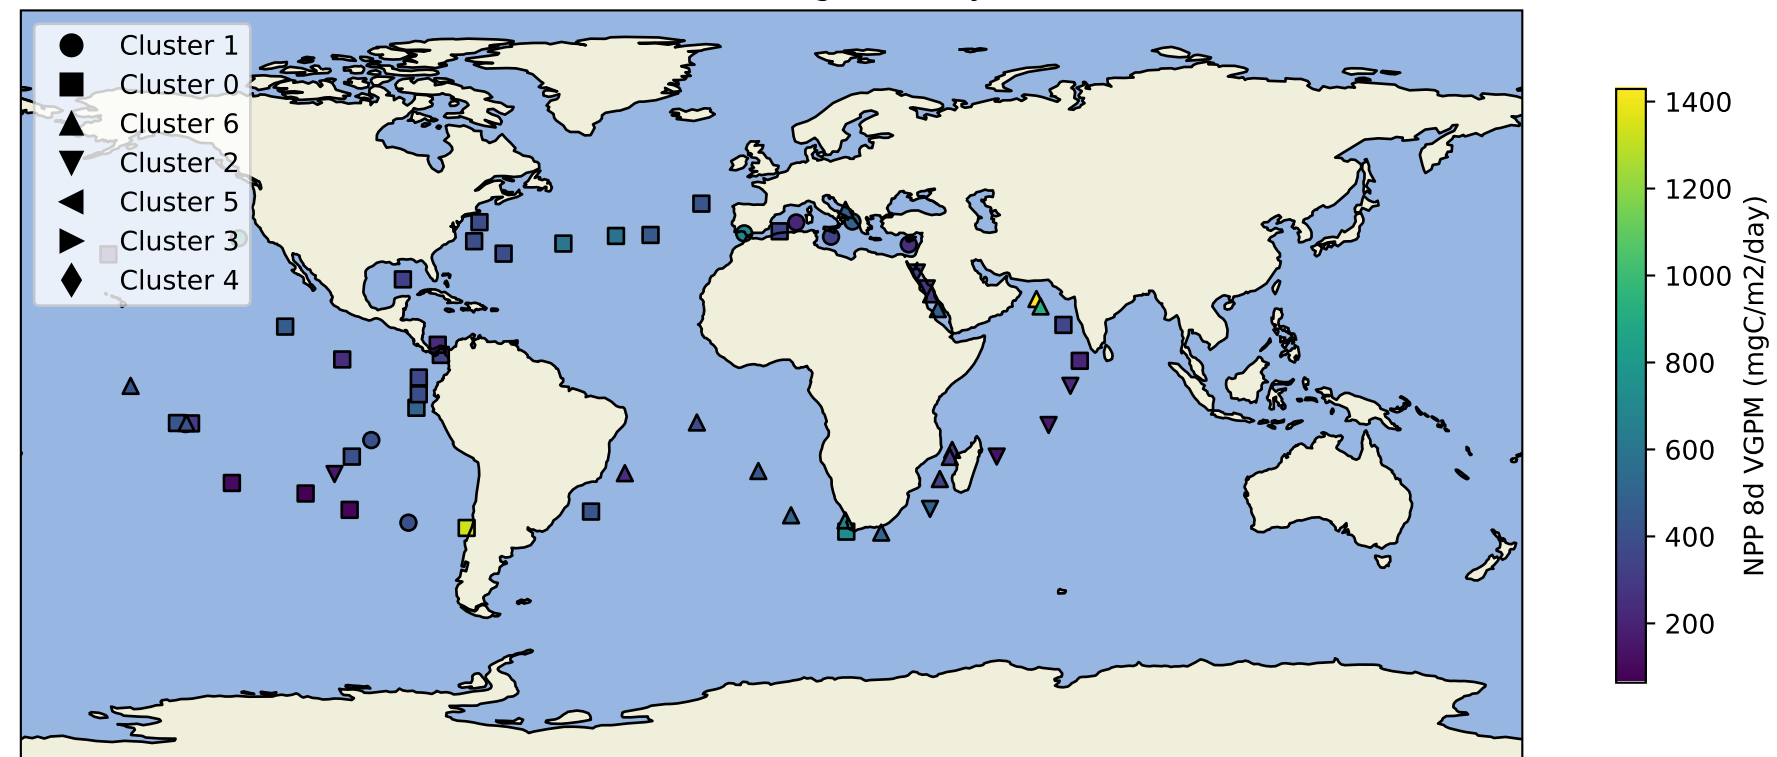 Cluster 1
Cluster 0
Cluster 6
Cluster 2
Cluster 5
Cluster 3
Cluster 4
1400
1200
1000
800
600
400
200
NPP 8d VGPM (mgC/m2/day)